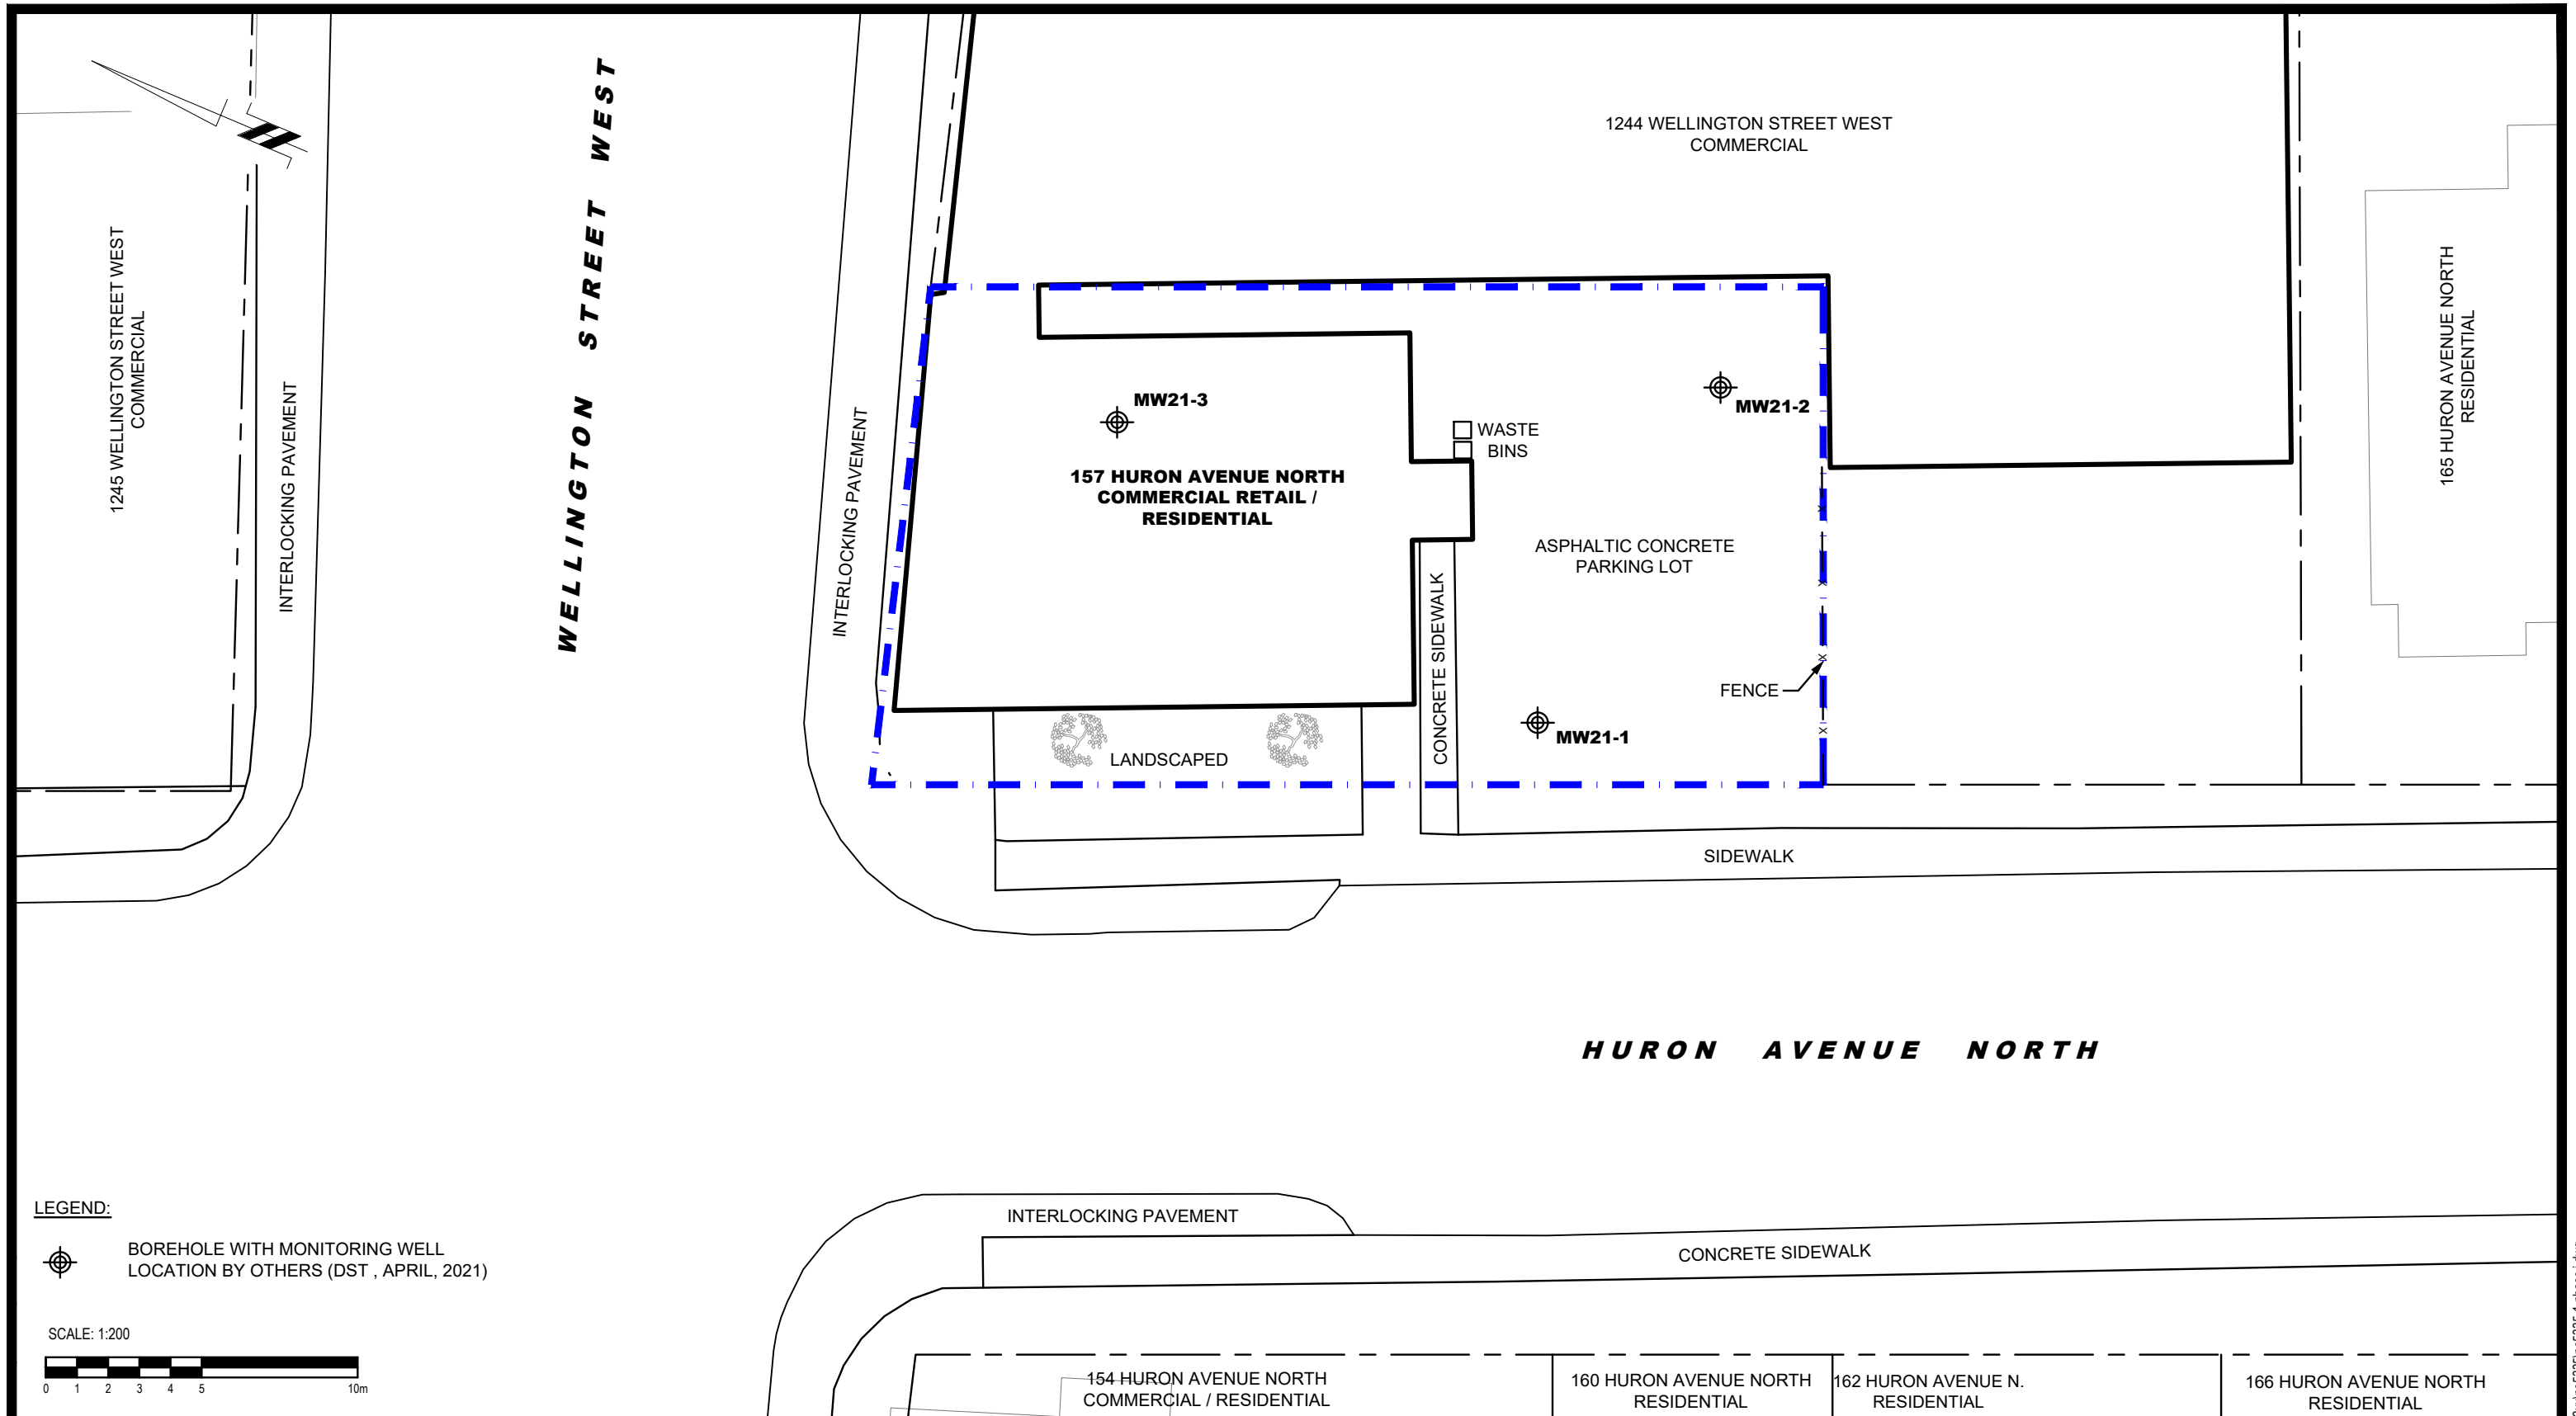 1244 WELLINGTON STREET WEST
COMMERCIAL
1245 WELLINGTON STREET WEST
COMMERCIAL
INTERLOCKING PAVEMENT
WELLINGTON STREET WEST
INTERLOCKING PAVEMENT
165 HURON AVENUE NORTH
RESIDENTIAL
MW21-3
MW21-2
WASTE
BINS
157 HURON AVENUE NORTH
COMMERCIAL RETAIL /
RESIDENTIAL
ASPHALTIC CONCRETE
PARKING LOT
CONCRETE SIDEWALK
X
X
X
X
FENCE
MW21-1
LANDSCAPED
SIDEWALK
HURON AVENUE NORTH
LEGEND:
BOREHOLE WITH MONITORING WELL
LOCATION BY OTHERS (DST , APRIL, 2021)
SCALE: 1:200
0 1 2 3 4 5 10m
INTERLOCKING PAVEMENT
CONCRETE SIDEWALK
154 HURON AVENUE NORTH
COMMERCIAL / RESIDENTIAL
160 HURON AVENUE NORTH
RESIDENTIAL
162 HURON AVENUE N.
RESIDENTIAL
166 HURON AVENUE NORTH
RESIDENTIAL